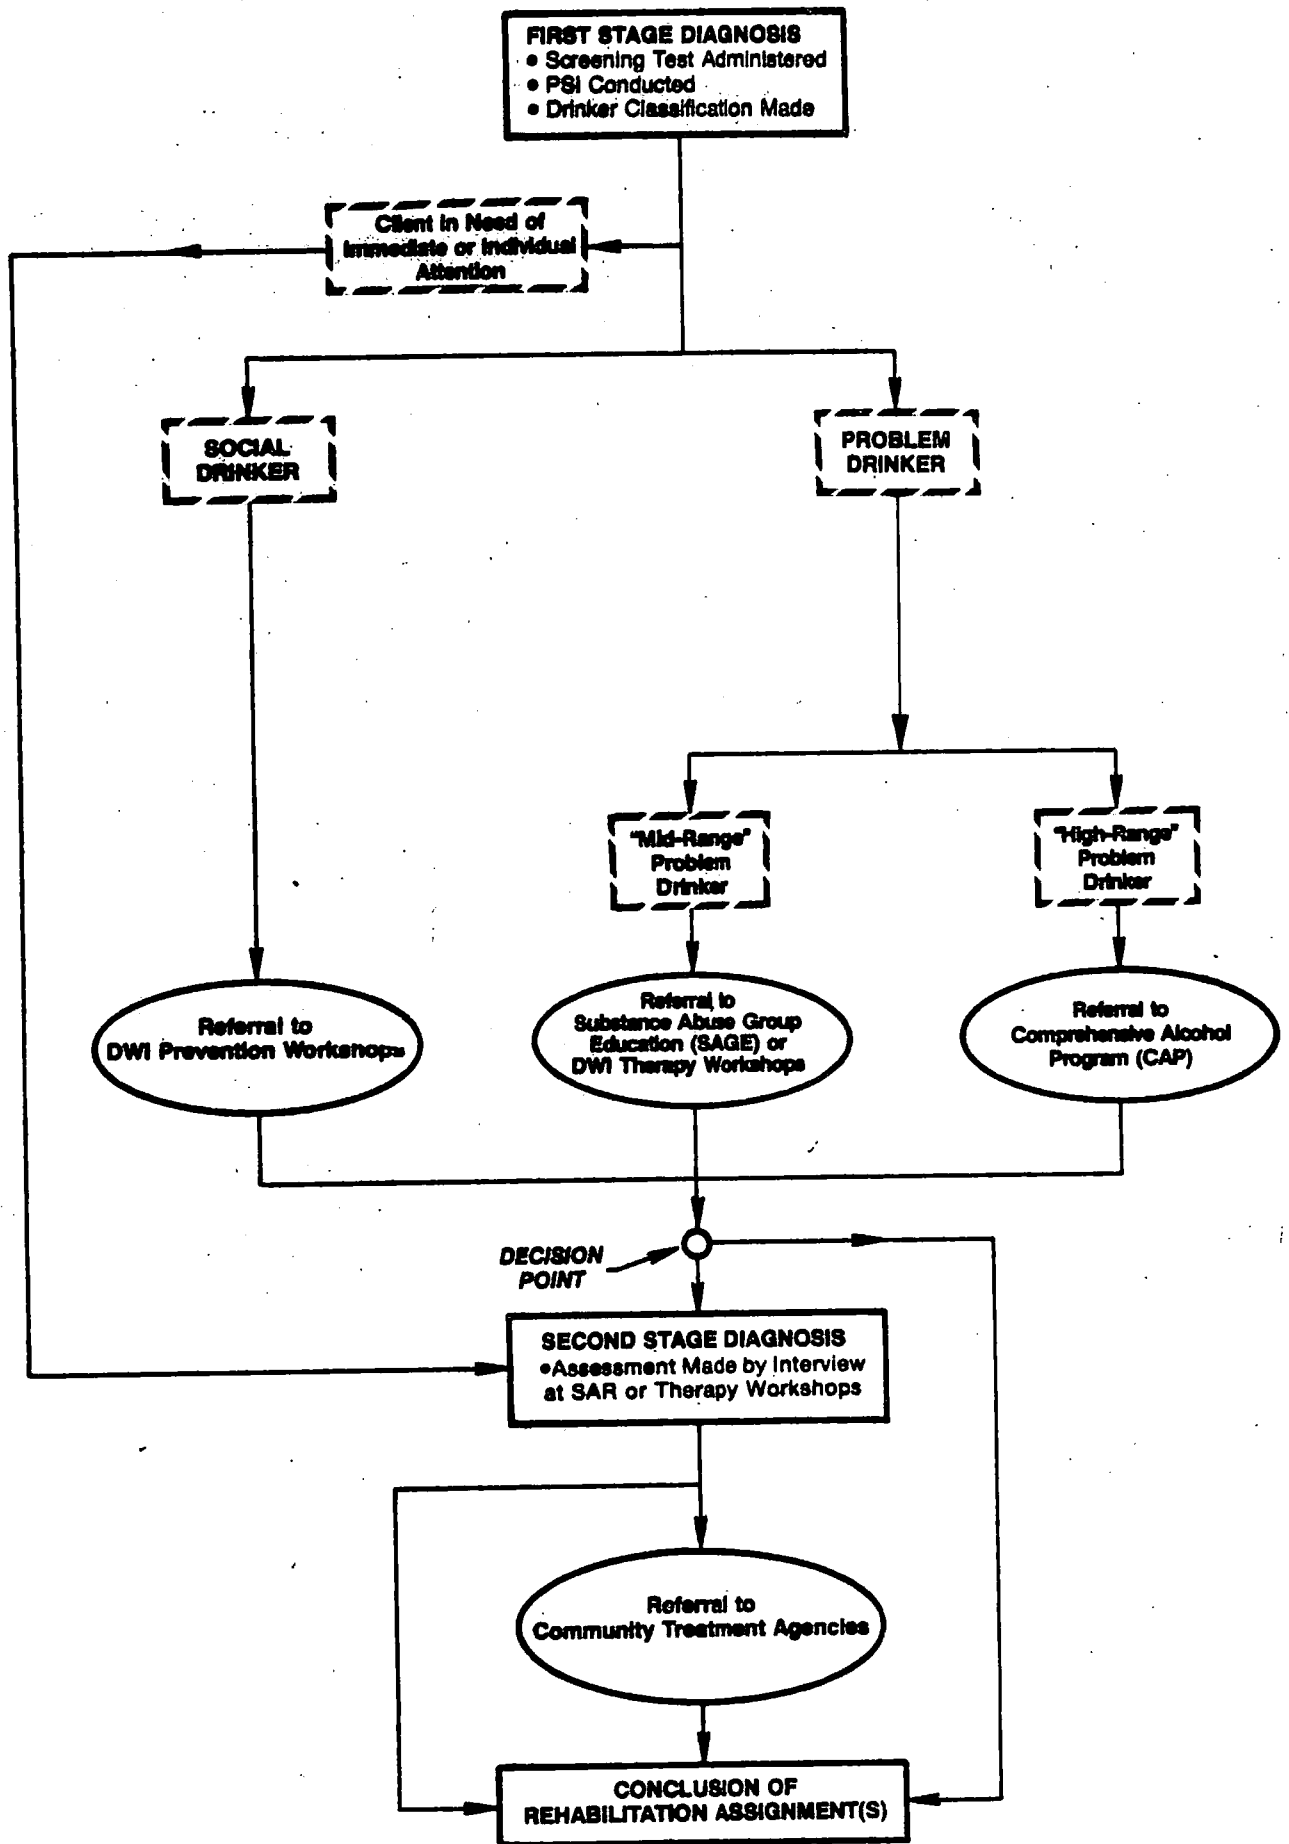 FIRST STAGE DIAGNOSIS
• Screening Test Administered
• PSI Conducted
• Drinker Classification Made
Client in Need of
Immediate or Individual
Attention
SOCIAL
DRINKER
PROBLEM
DRINKER
"Mid-Range"
Problem
Drinker
"High-Range"
Problem
Drinker
Referral to
DWI Prevention Workshops
Referral to
Substance Abuse Group
Education (SAGE) or
DWI Therapy Workshops
Referral to
Comprehensive Alcohol
Program (CAP)
DECISION
POINT
SECOND STAGE DIAGNOSIS
•Assessment Made by Interview
at SAR or Therapy Workshops
Referral to
Community Treatment Agencies
CONCLUSION OF
REHABILITATION ASSIGNMENT(S)